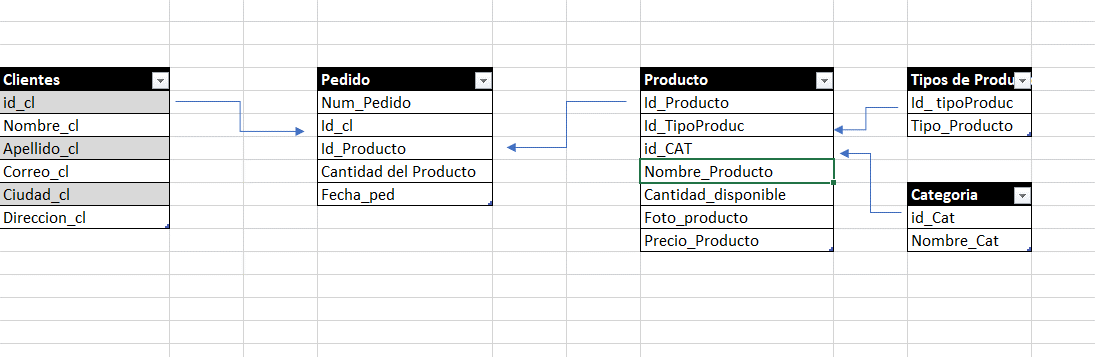 Clientes
id_cl
Nombre_cl
Apellido_cl
Correo_cl
Ciudad_cl
Direccion_cl
Pedido
Num_Pedido
Id_cl
Id_Producto
Cantidad del Producto
Fecha_ped
Producto
Id_Producto
Id_TipoProduc
id_CAT
Nombre_Producto
Cantidad_disponible
Foto_producto
Precio_Producto
Tipos de Produ
Id_ tipoProduc
Tipo_Producto
Categoria
id_Cat
Nombre_Cat